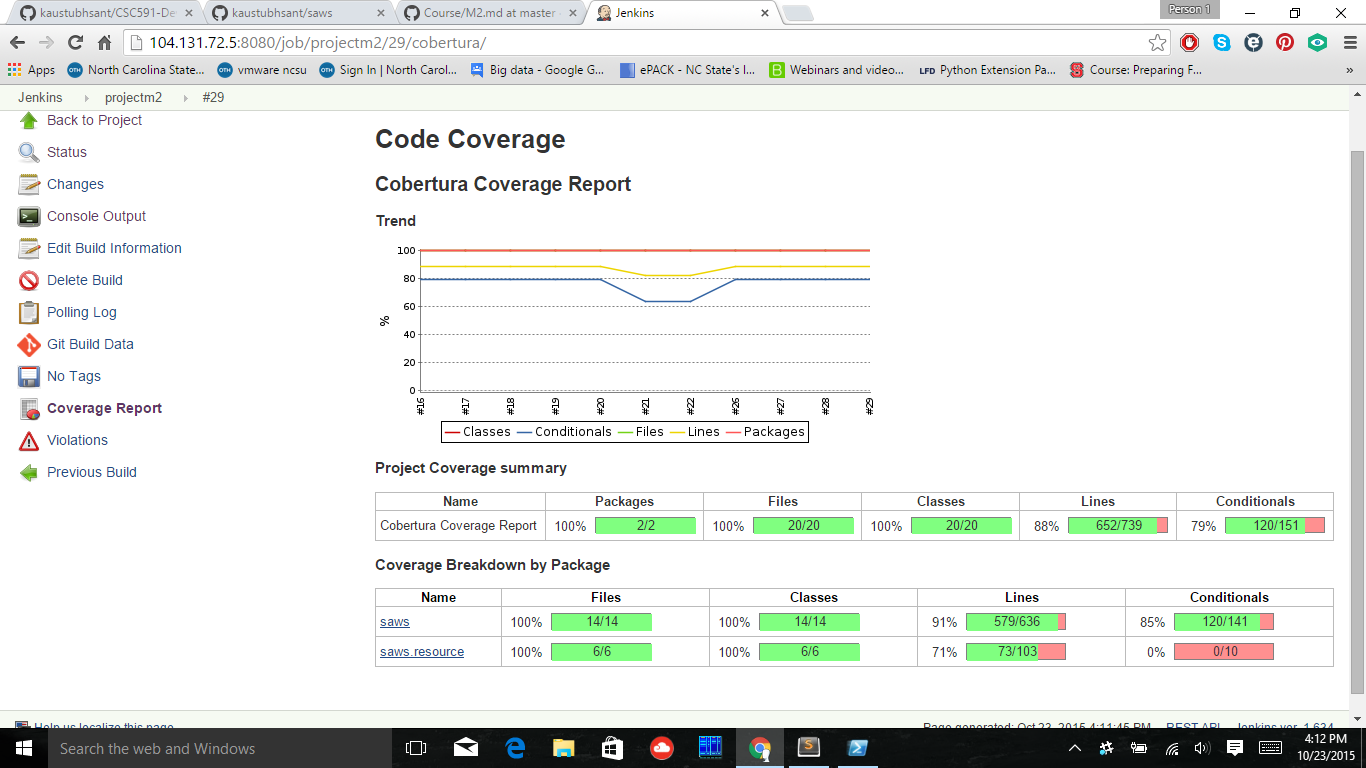 kaustubhsant/CSC591-De
kaustubhsant/saws
Course/M2.md at master
Jenkins
Person 1
104.131.72.5:8080/job/projectm2/29/cobertura/
Apps
North Carolina State...
vmware ncsu
Sign In | North Carol...
Big data - Google G...
ePACK - NC State's I...
Webinars and video...
LFD Python Extension Pa...
Course: Preparing F...
»
Jenkins projectm2 #29
Back to Project
Status
Changes
Console Output
Edit Build Information
Delete Build
Polling Log
Git Build Data
No Tags
Coverage Report
Violations
Previous Build
Code Coverage
Cobertura Coverage Report
Trend
100
80
60
40
20
0
%
#16 #17 #18 #19 #20 #21 #22 #26 #27 #28 #29
Classes Conditionals Files Lines Packages
Project Coverage summary
Name Packages Files Classes Lines Conditionals
Cobertura Coverage Report 100% 2/2 100% 20/20 100% 20/20 88% 652/739 79% 120/151
Coverage Breakdown by Package
Name Files Classes Lines Conditionals
saws 100% 14/14 100% 14/14 91% 579/636 85% 120/141
saws.resource 100% 6/6 100% 6/6 71% 73/103 0% 0/10
Help us localize this page
Page generated: Oct 23, 2015 4:11:45 PM REST API Jenkins ver. 1.634
Search the web and Windows
4:12 PM
10/23/2015